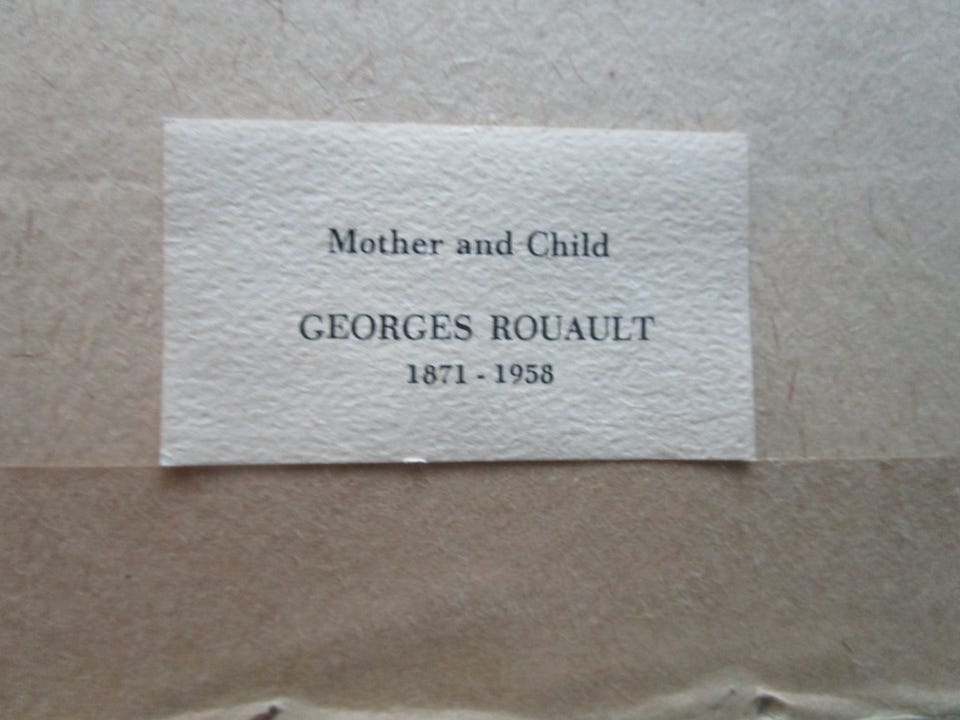 Mother and Child
GEORGES ROUAULT
1871 - 1958